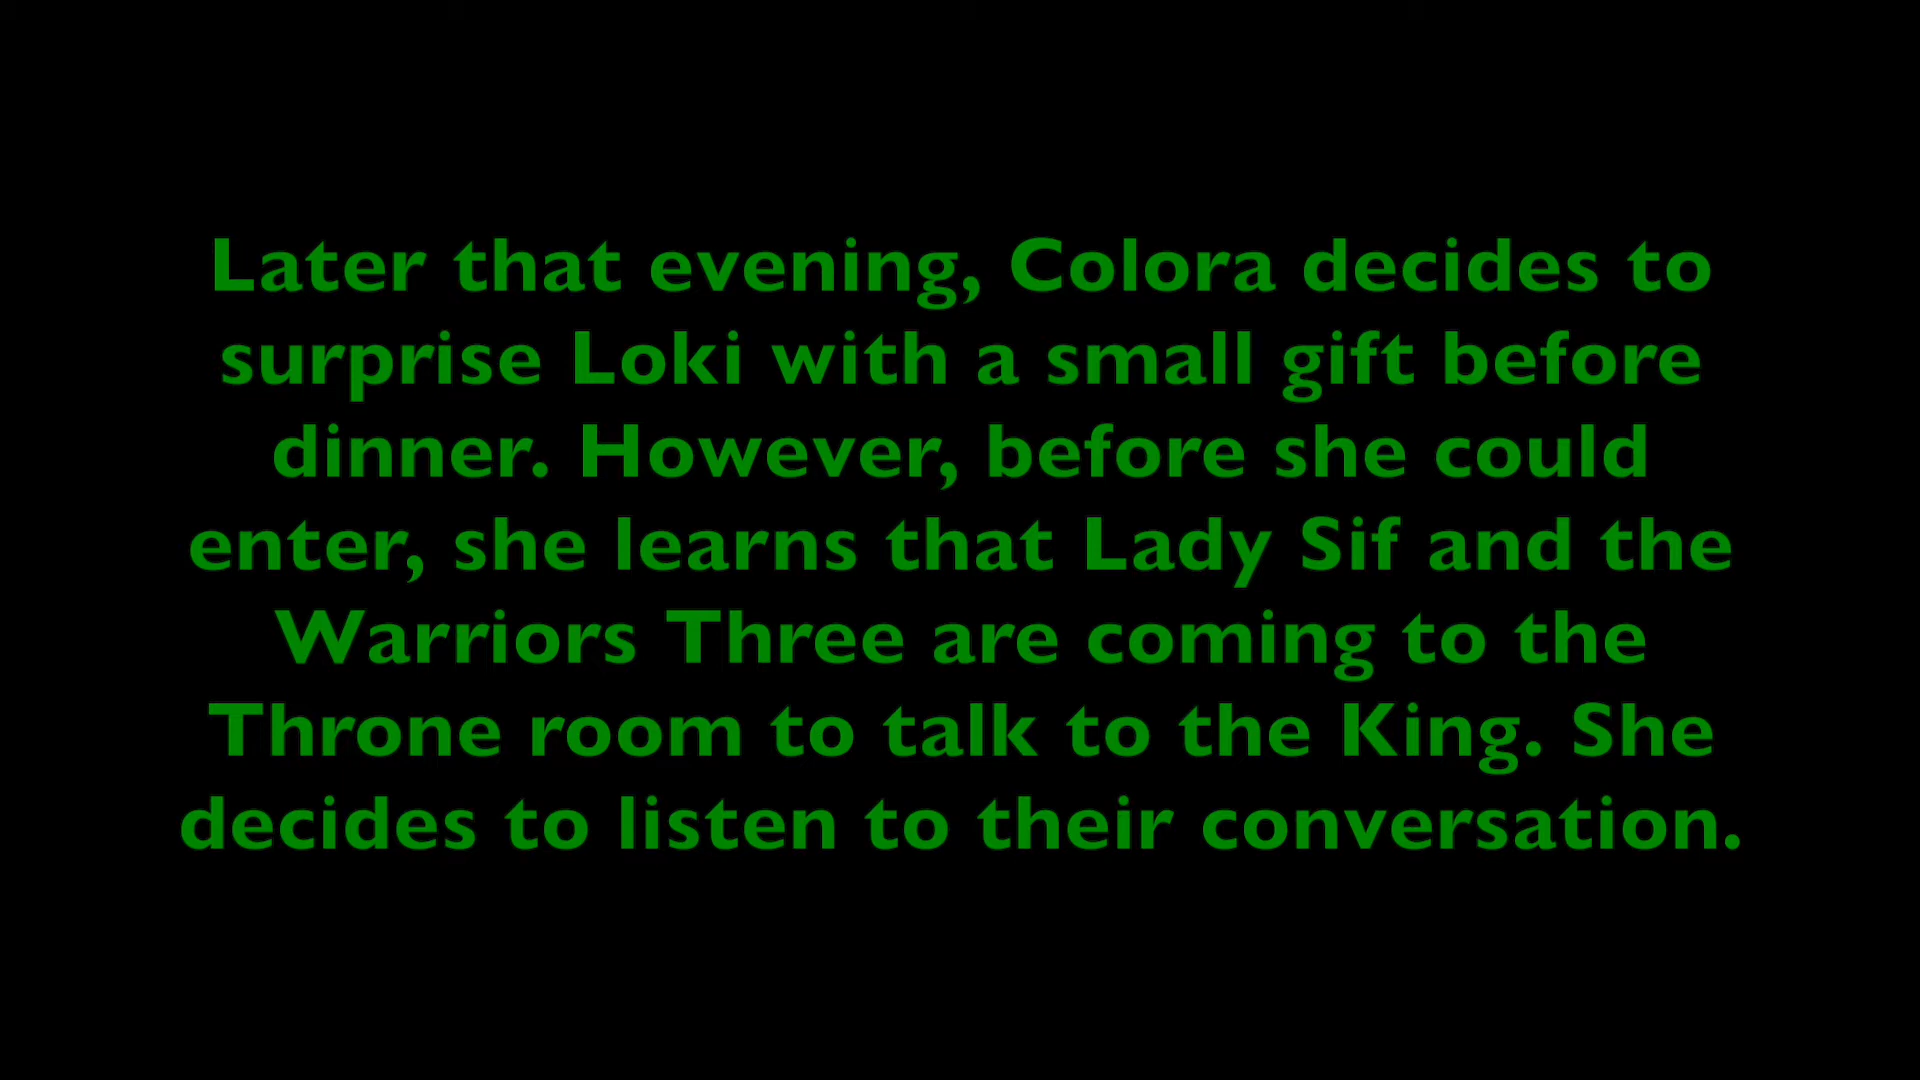 Later that evening, Colora decides to
surprise Loki with a small gift before
dinner. However, before she could
enter, she learns that Lady Sif and the
Warriors Three are coming to the
Throne room to talk to the King. She
decides to listen to their conversation.